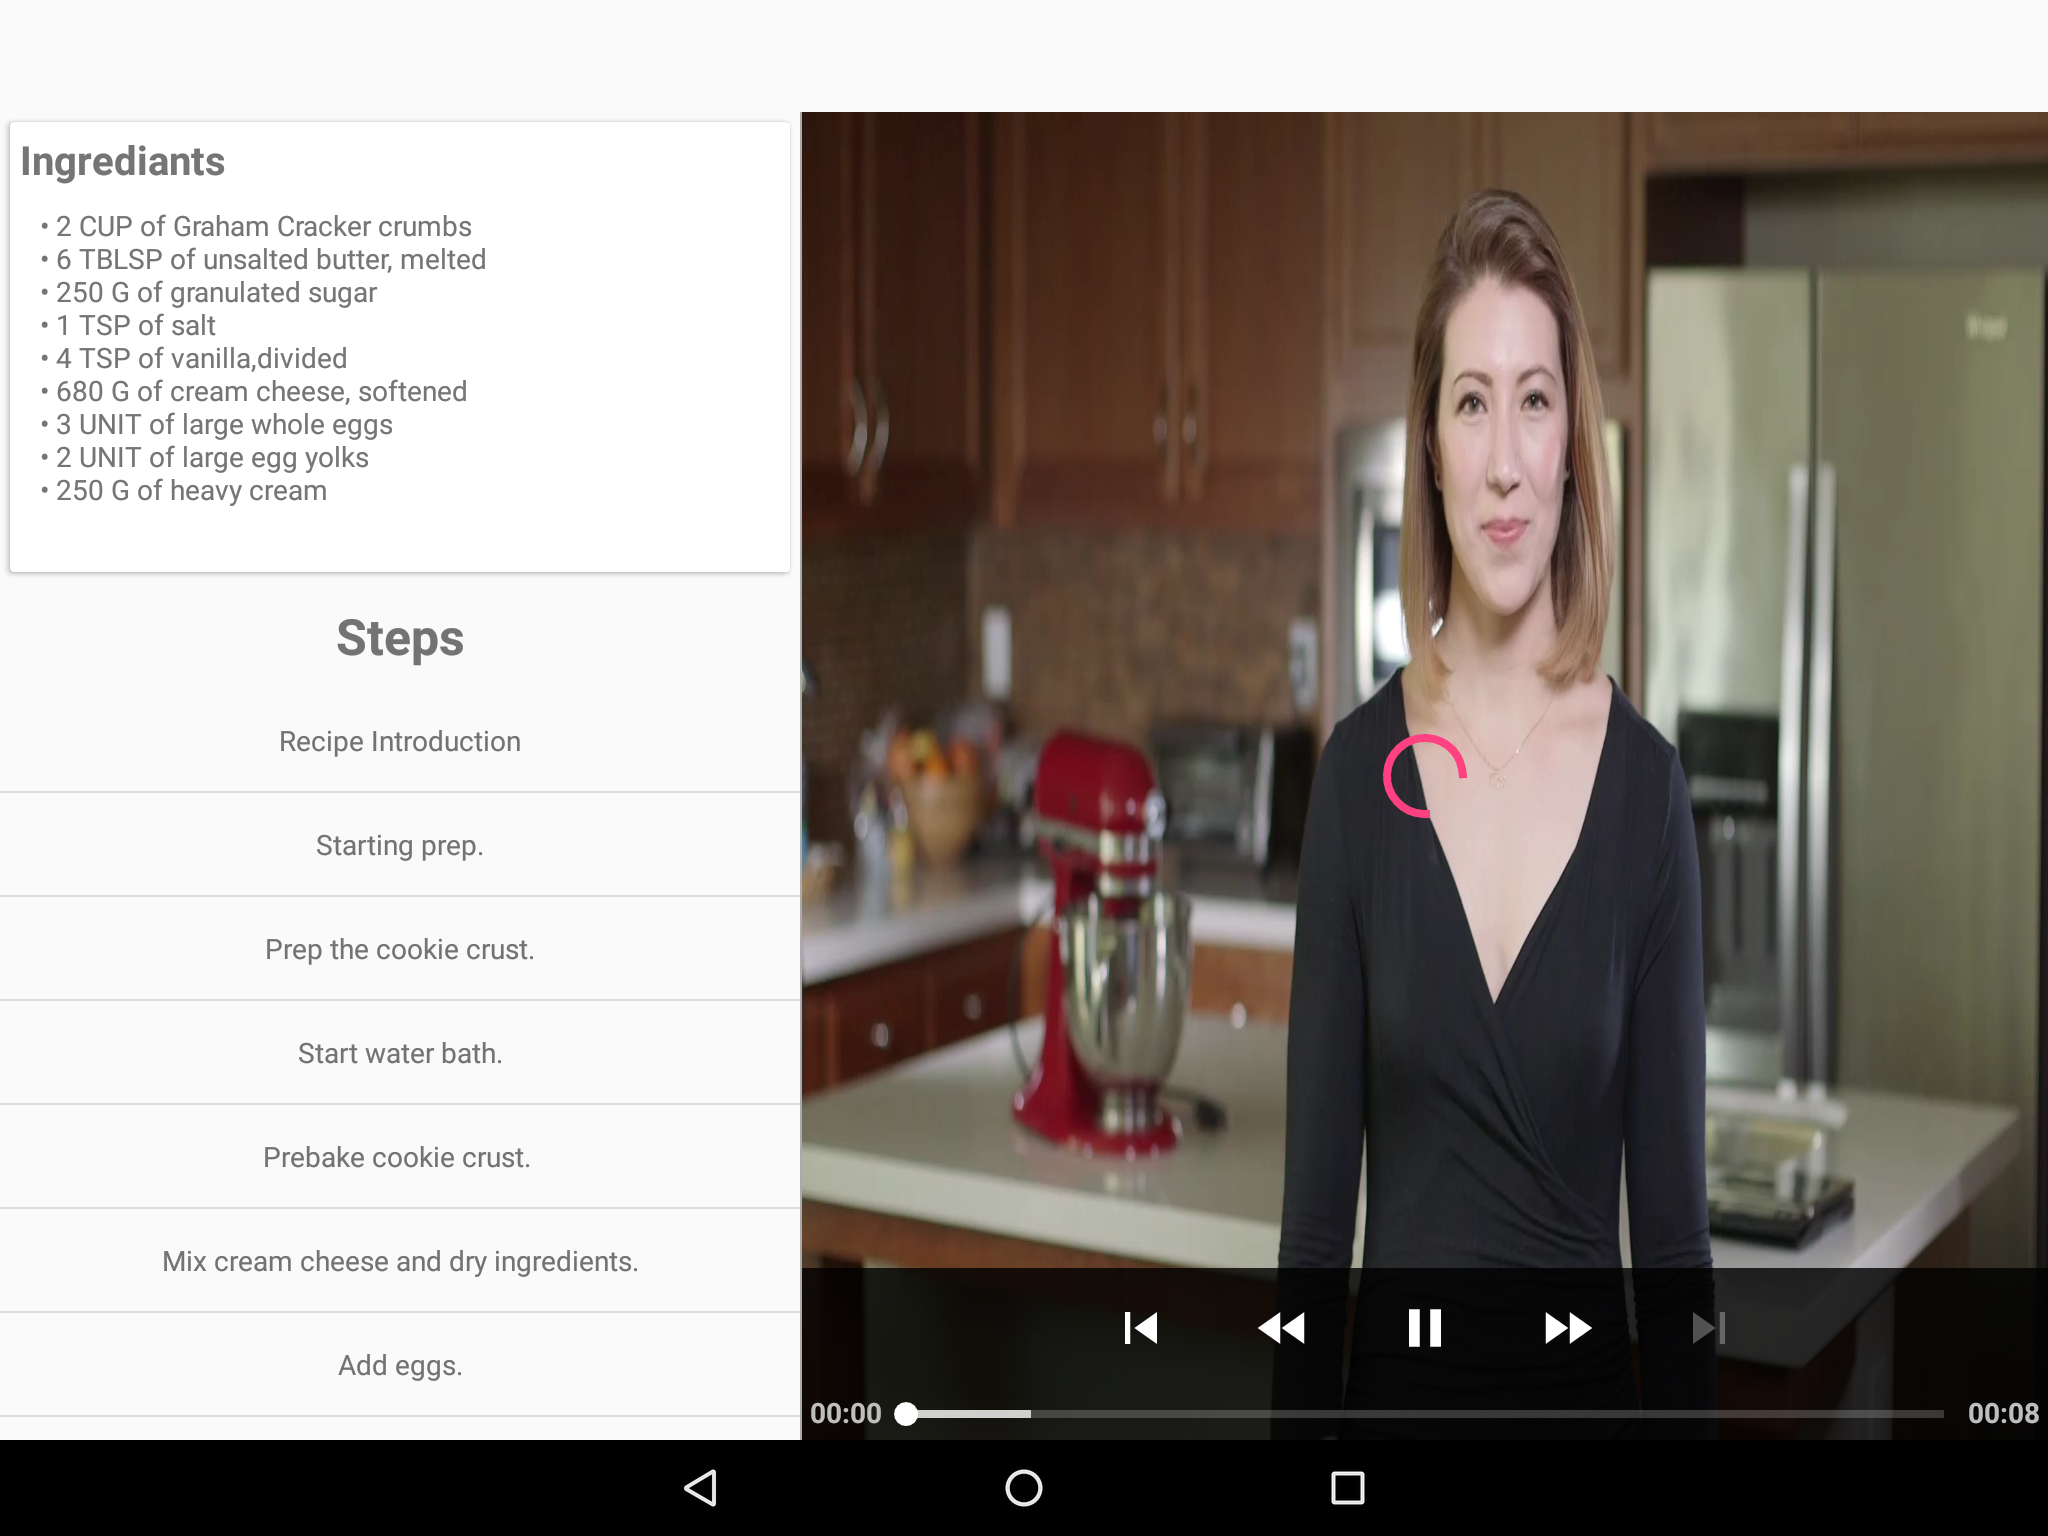 Ingrediants
• 2 CUP of Graham Cracker crumbs
• 6 TBLSP of unsalted butter, melted
• 250 G of granulated sugar
• 1 TSP of salt
• 4 TSP of vanilla,divided
• 680 G of cream cheese, softened
• 3 UNIT of large whole eggs
• 2 UNIT of large egg yolks
• 250 G of heavy cream
Steps
Recipe Introduction
Starting prep.
Prep the cookie crust.
Start water bath.
Prebake cookie crust.
Mix cream cheese and dry ingredients.
Add eggs.
00:00
00:08